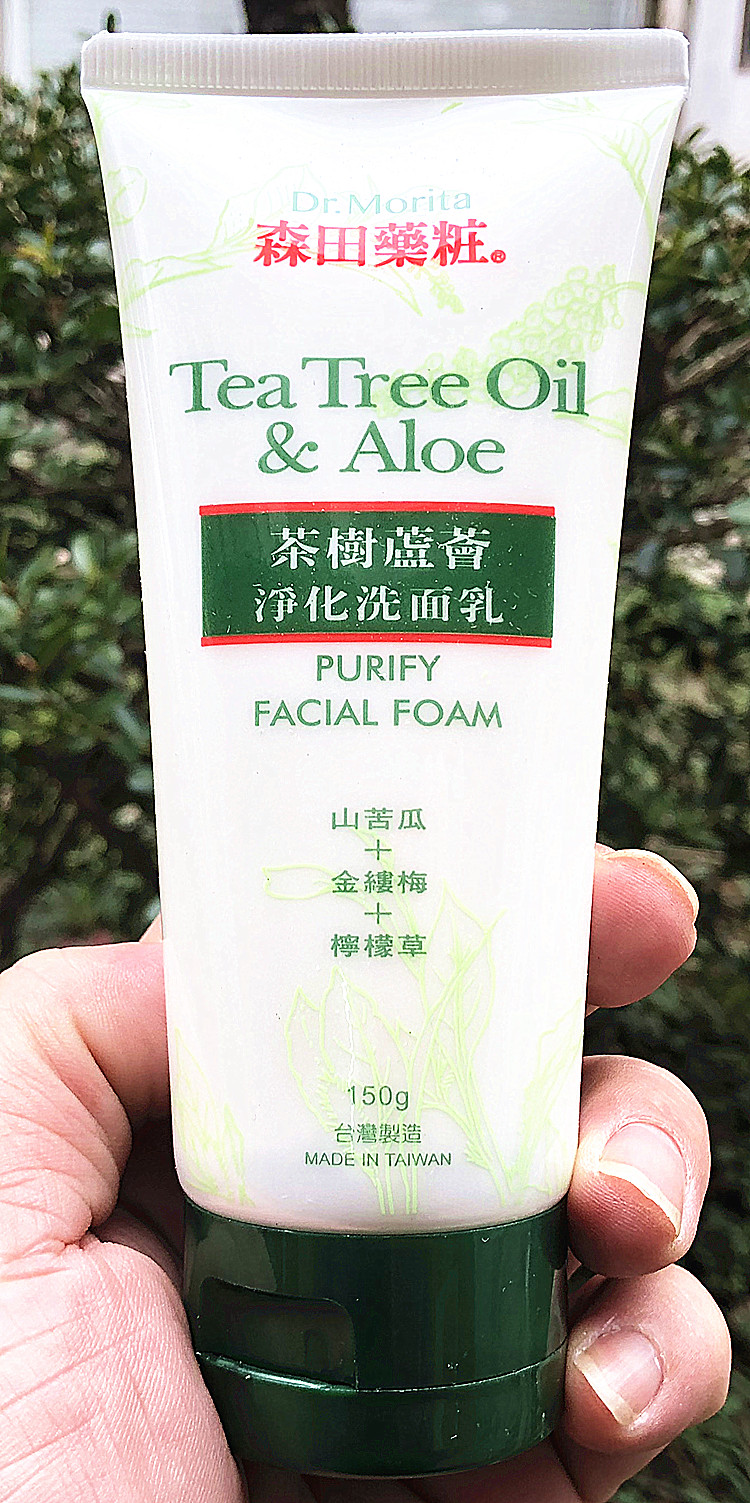 Dr.Morita
森田藥粧®
Tea Tree Oil
& Aloe
茶樹蘆薈
淨化洗面乳
PURIFY
FACIAL FOAM
山苦瓜
+
金縷梅
+
檸檬草
150g
台灣製造
MADE IN TAIWAN